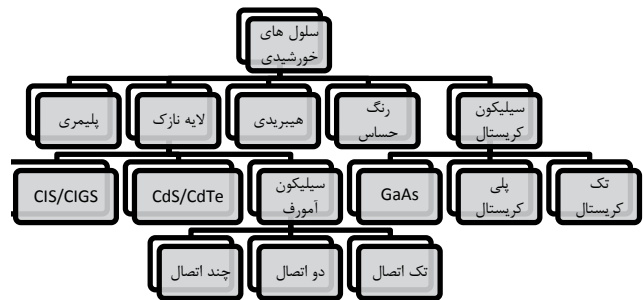 سلول های
خورشیدی
سیلیکون
کریستال
رنگ
حساس
هیبریدی
لایه نازک
پلیمری
تک
کریستال
پلی
کریستال
GaAs
سیلیکون
آمورف
CdS/CdTe
CIS/CIGS
تک اتصال
دو اتصال
چند اتصال